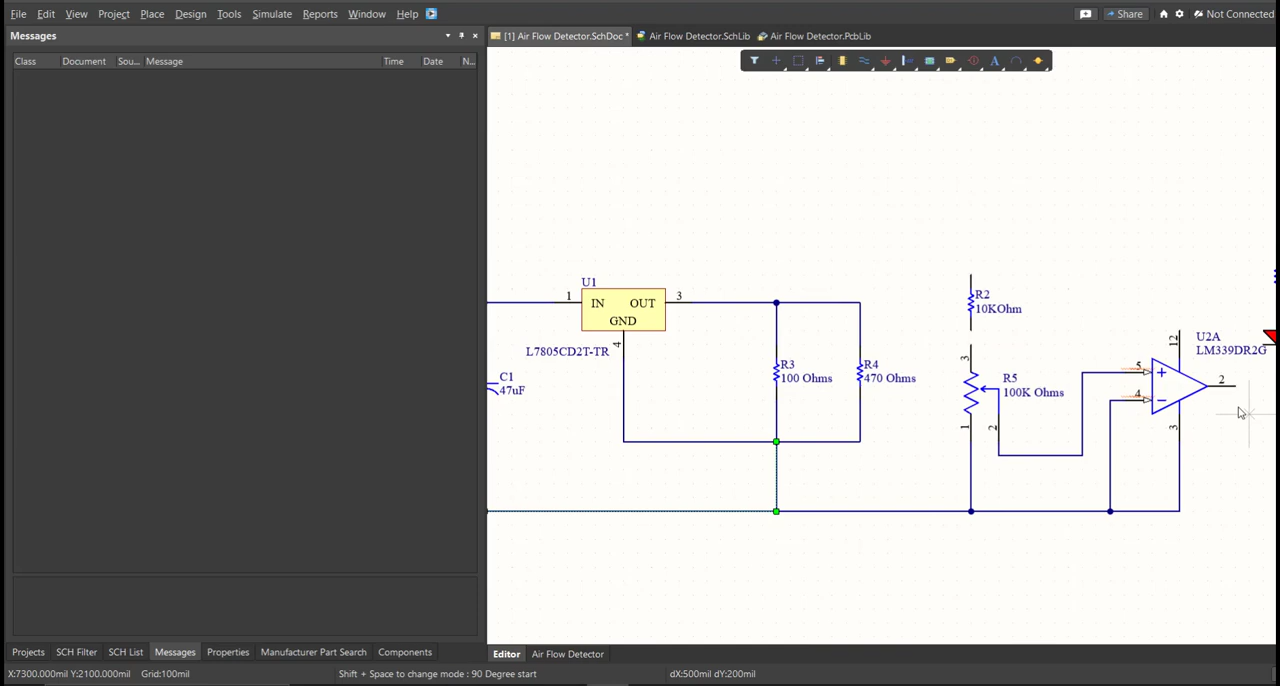 File Edit View Project Place Design Tools Simulate Reports Window Help Share Not Connected
Messages [1] Air Flow Detector.SchDoc * Air Flow Detector.SchLib Air Flow Detector.PcbLib
Class Document Sou... Message Time Date N...
U1
1 IN OUT 3
GND
L7805CD2T-TR 4
C1
47uF
R3
100 Ohms
R4
470 Ohms
R2
10KOhm
3
R5
100K Ohms
1 2
12
U2A
LM339DR2G
5
4
2
3
Editor Air Flow Detector
Projects SCH Filter SCH List Messages Properties Manufacturer Part Search Components
X:7300.000mil Y:2100.000mil Grid:100mil Shift + Space to change mode : 90 Degree start dX:500mil dY:200mil